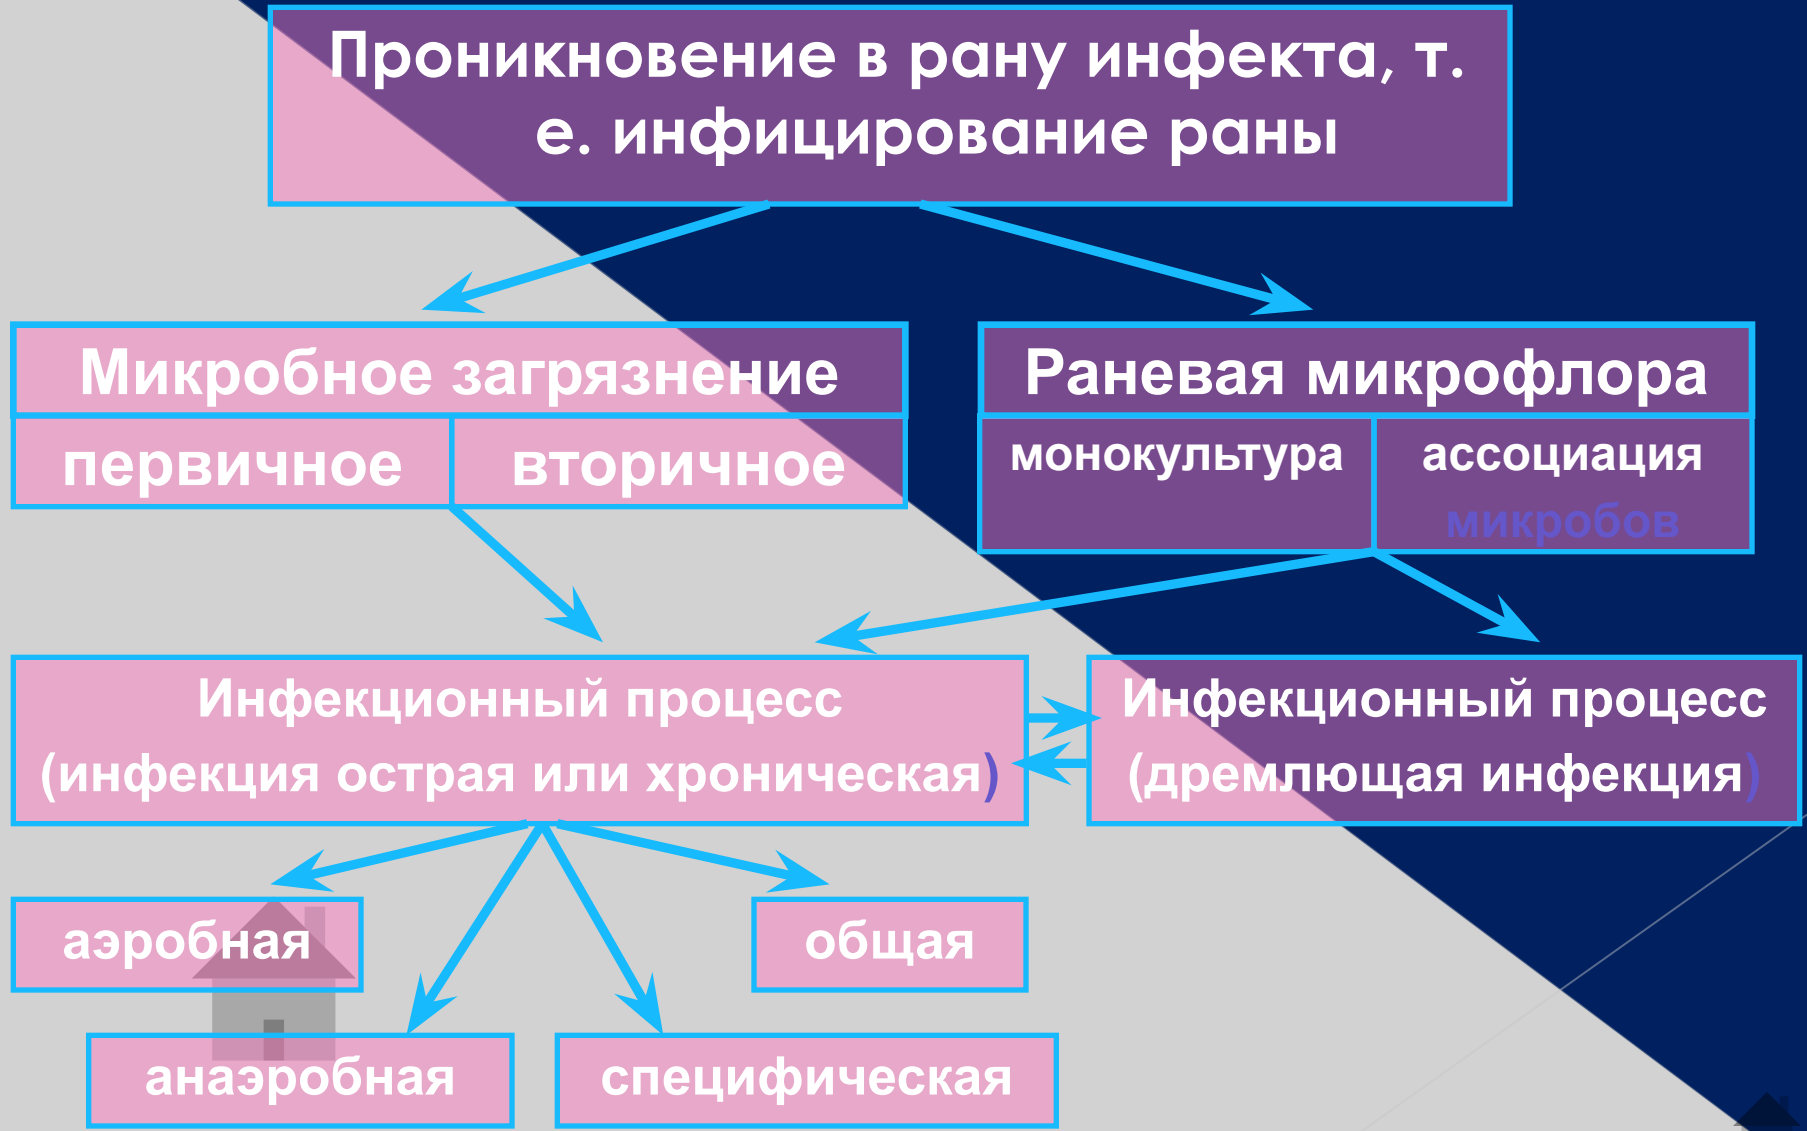 Проникновение в рану инфекта, т.
е. инфицирование раны
Микробное загрязнение
первичное
вторичное
Раневая микрофлора
монокультура
ассоциация
микробов
Инфекционный процесс
(инфекция острая или хроническая)
Инфекционный процесс
(дремлющая инфекция)
аэробная
общая
анаэробная
специфическая